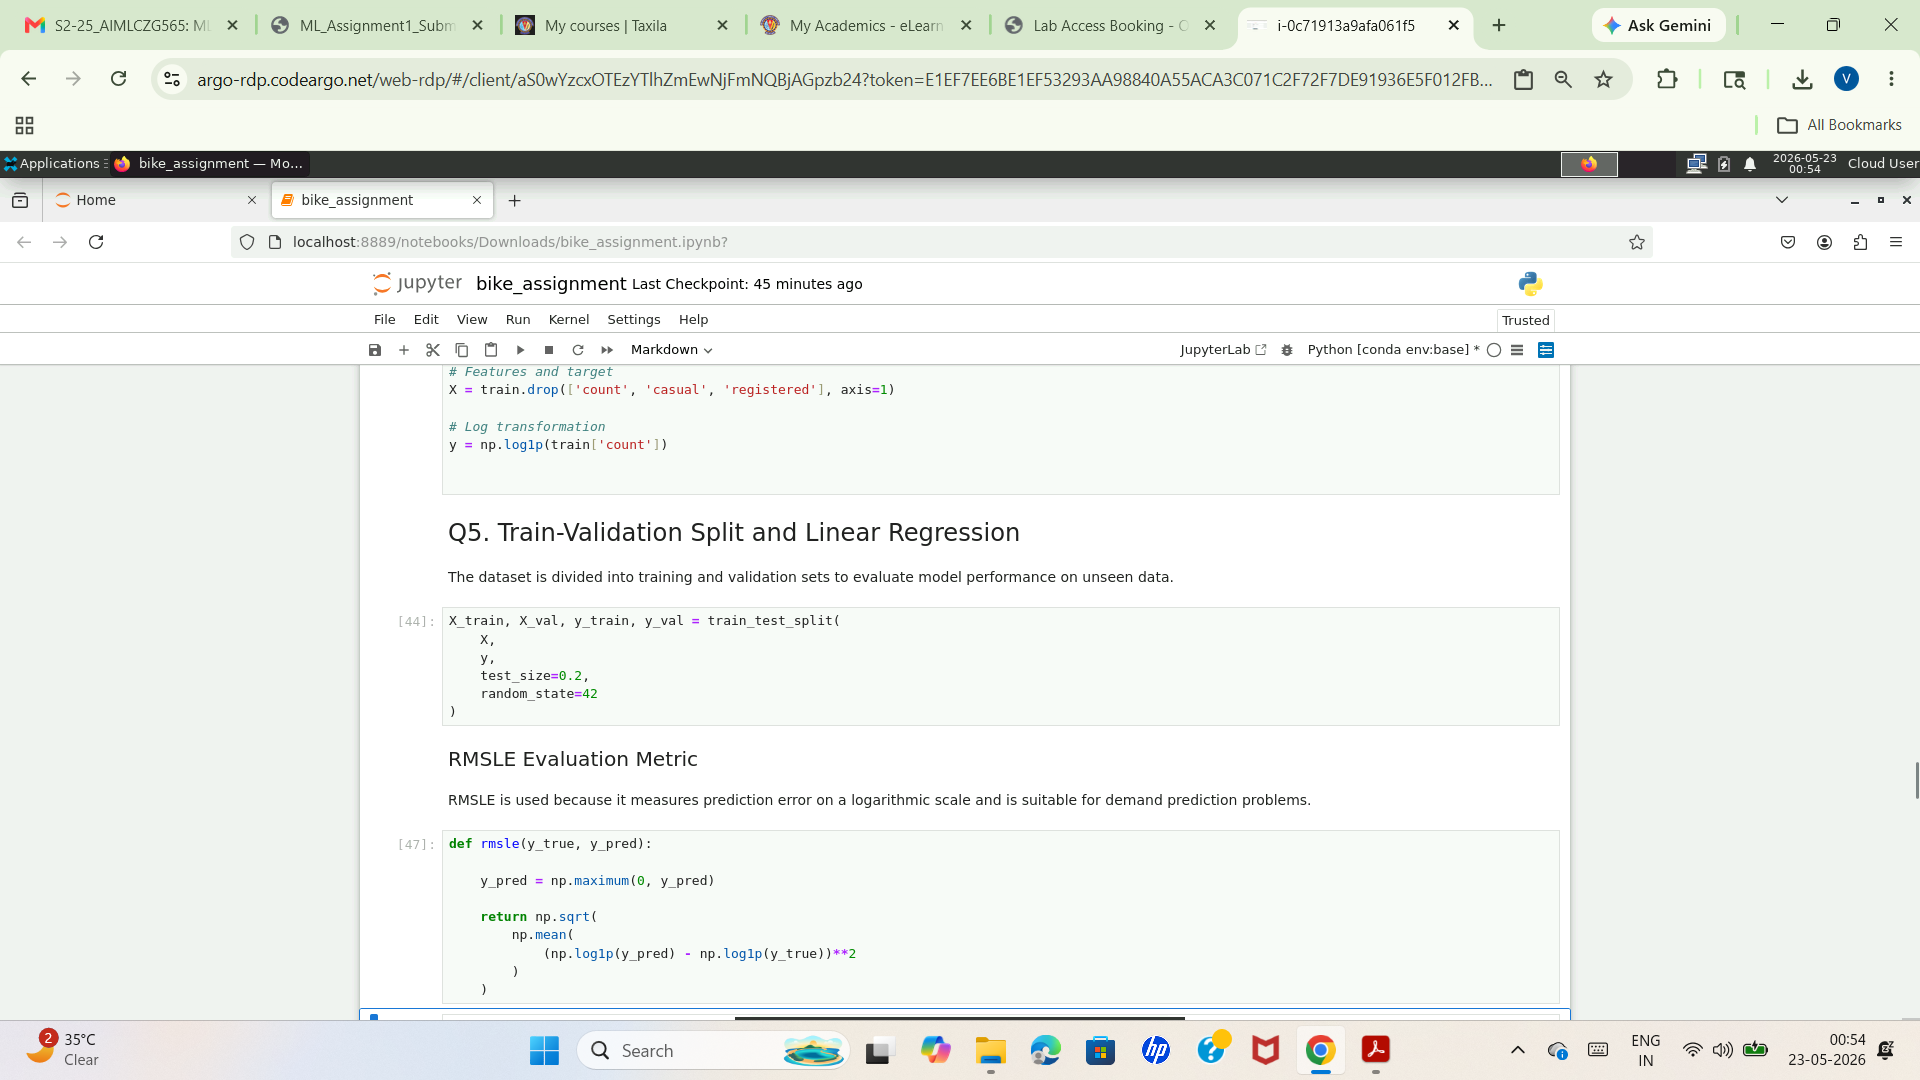 S2-25_AIMLCZG565: ML
ML_Assignment1_Subm
My courses | Taxila
My Academics - eLearn
Lab Access Booking - O
i-0c71913a9afa061f5
Ask Gemini
argo-rdp.codeargo.net/web-rdp/#/client/aS0wYzcxOTEzYTlhZmEwNjFmNQBjAGpzb24?token=E1EF7EE6BE1EF53293AA98840A55ACA3C071C2F72F7DE91936E5F012FB...
V
All Bookmarks
Applications
bike_assignment — Mo...
2026-05-23
00:54
Cloud User
Home
bike_assignment
localhost:8889/notebooks/Downloads/bike_assignment.ipynb?
jupyter
bike_assignment Last Checkpoint: 45 minutes ago
File Edit View Run Kernel Settings Help
Trusted
Markdown
JupyterLab
Python [conda env:base] *
# Features and target
X = train.drop(['count', 'casual', 'registered'], axis=1)
# Log transformation
y = np.log1p(train['count'])
Q5. Train-Validation Split and Linear Regression
The dataset is divided into training and validation sets to evaluate model performance on unseen data.
[44]:
X_train, X_val, y_train, y_val = train_test_split(
X,
y,
test_size=0.2,
random_state=42
)
RMSLE Evaluation Metric
RMSLE is used because it measures prediction error on a logarithmic scale and is suitable for demand prediction problems.
[47]:
def rmsle(y_true, y_pred):
y_pred = np.maximum(0, y_pred)
return np.sqrt(
np.mean(
(np.log1p(y_pred) - np.log1p(y_true))**2
)
)
2
35°C
Clear
Search
hp
ENG
IN
00:54
23-05-2026